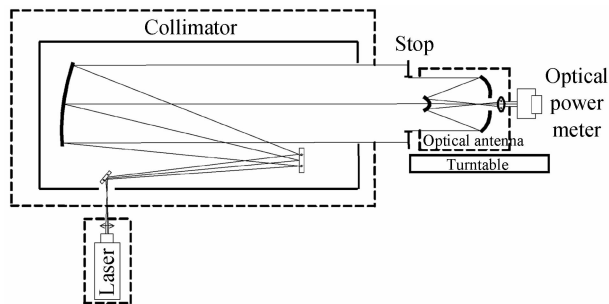 Collimator
Stop
Optical
power
meter
Optical antenna
Turntable
Laser